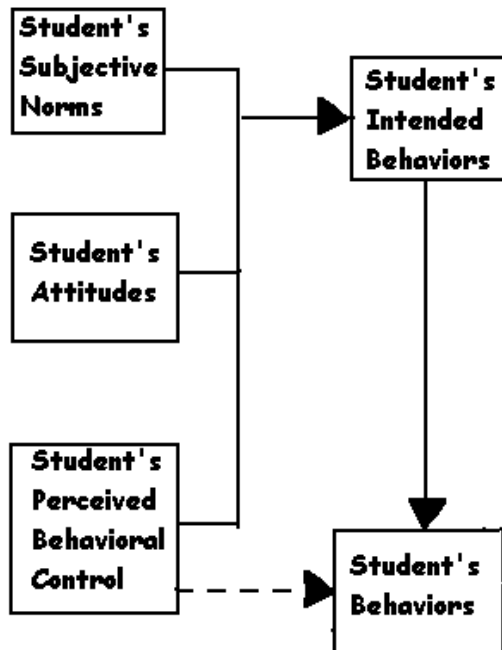 Student's
Subjective
Norms
Student's
Intended
Behaviors
Student's
Attitudes
Student's
Perceived
Behavioral
Control
Student's
Behaviors